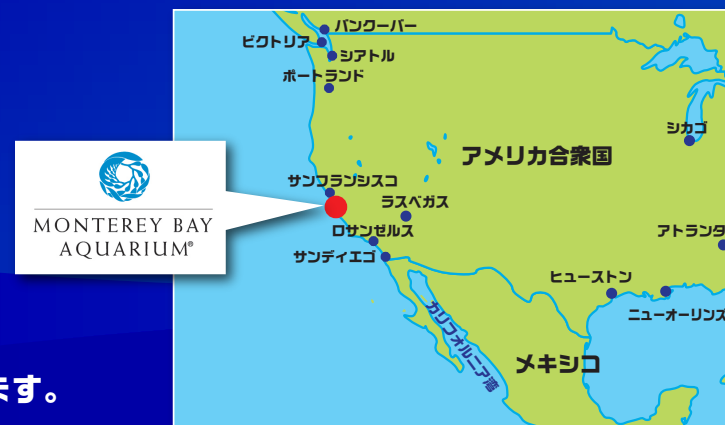 バンクーバー
ビクトリア
シアトル
ポートランド
シカゴ
アメリカ合衆国
サンフランシスコ
ラスベガス
MONTEREY BAY
AQUARIUM®
ロサンゼルス
アトランタ
サンディエゴ
ヒューストン
ニューオーリンズ
カリフォルニア湾
メキシコ
ます。